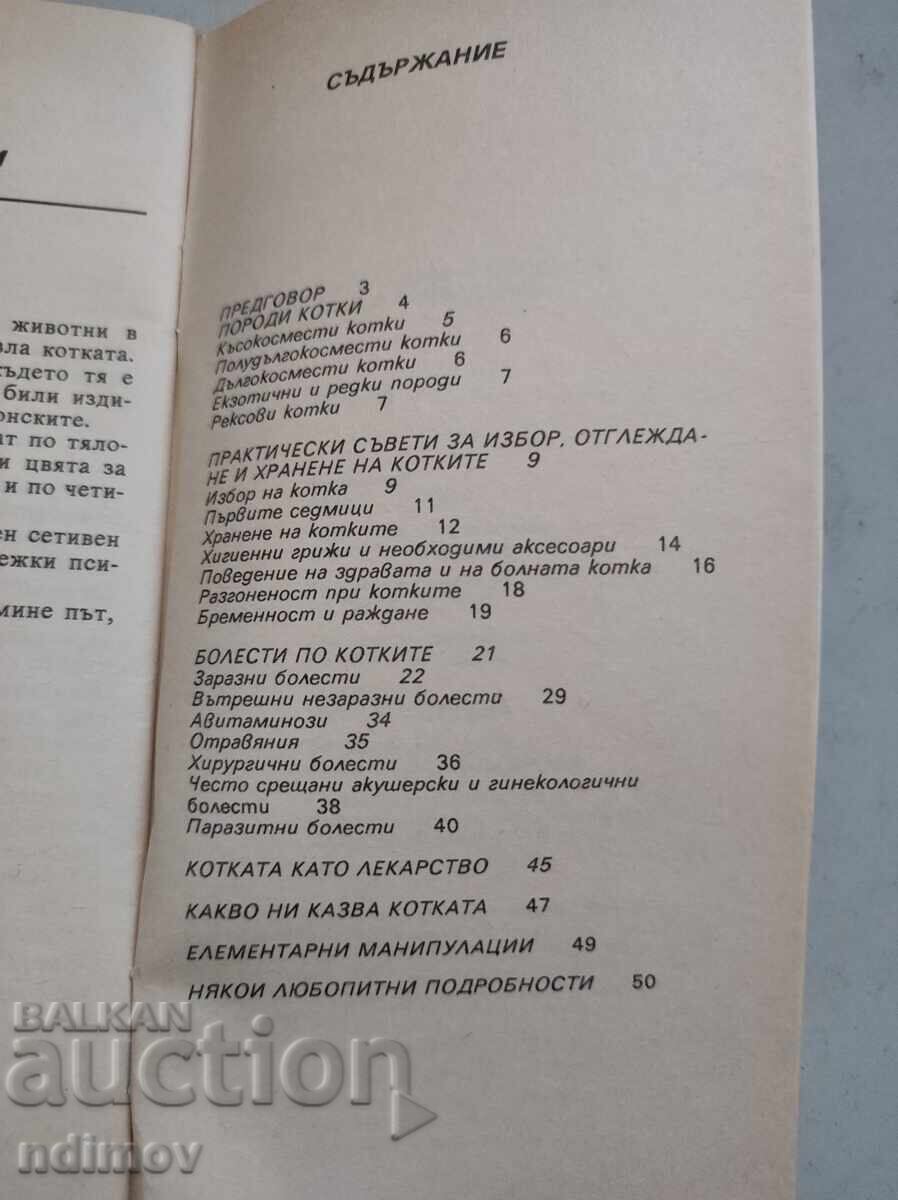 животни в
котката.
където тя е
били изди-
по тяло-
и цвята за
и по чети-
сетивен
пси-
мине път,
СЪДЪРЖАНИЕ
ПРЕДГОВОР 3
ПОРОДИ КОТКИ 4
Късокосмести котки 5
Полудългокосмести котки 6
Дългокосмести котки 6
Екзотични и редки породи 7
Рексови котки 7
ПРАКТИЧЕСКИ СЪВЕТИ ЗА ИЗБОР, ОТГЛЕЖДА-
НЕ И ХРАНЕНЕ НА КОТКИТЕ 9
Избор на котка 9
Първите седмици 11
Хранене на котките 12
Хигиенни грижи и необходими аксесоари 14
Поведение на здравата и на болната котка 16
Разгоненост при котките 18
Бременност и раждане 19
БОЛЕСТИ ПО КОТКИТЕ 21
Заразни болести 22
Вътрешни незаразни болести 29
Авитаминози 34
Отравяния 35
Хирургични болести 36
Често срещани акушерски и гинекологични
болести 38
Паразитни болести 40
КОТКАТА КАТО ЛЕКАРСТВО 45
КАКВО НИ КАЗВА КОТКАТА 47
ЕЛЕМЕНТАРНИ МАНИПУЛАЦИИ 49
НЯКОИ ЛЮБОПИТНИ ПОДРОБНОСТИ 50
BALKAN
auction
ndimov